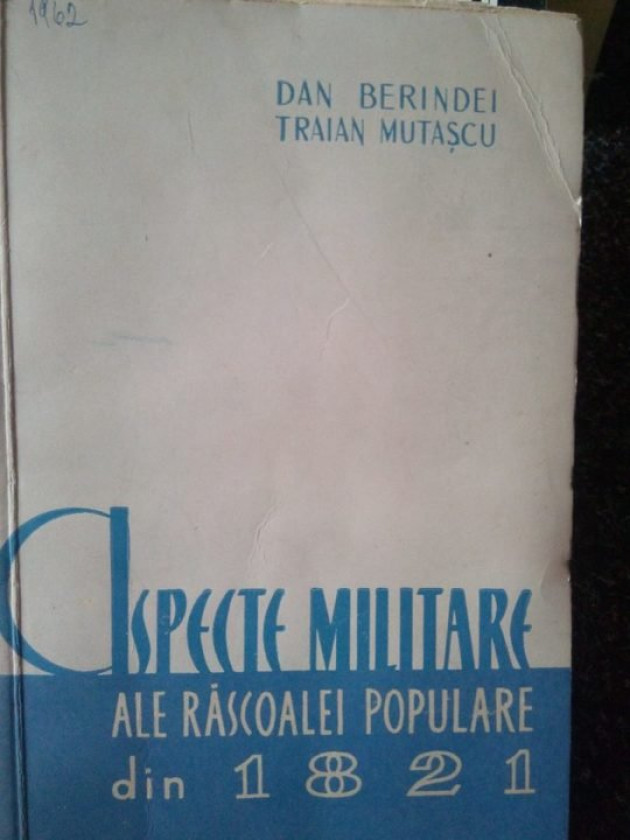 1962
DAN BERINDEI
TRAIAN MUTAȘCU
ASPECTE MILITARE
ALE RĂSCOALEI POPULARE
din 1821